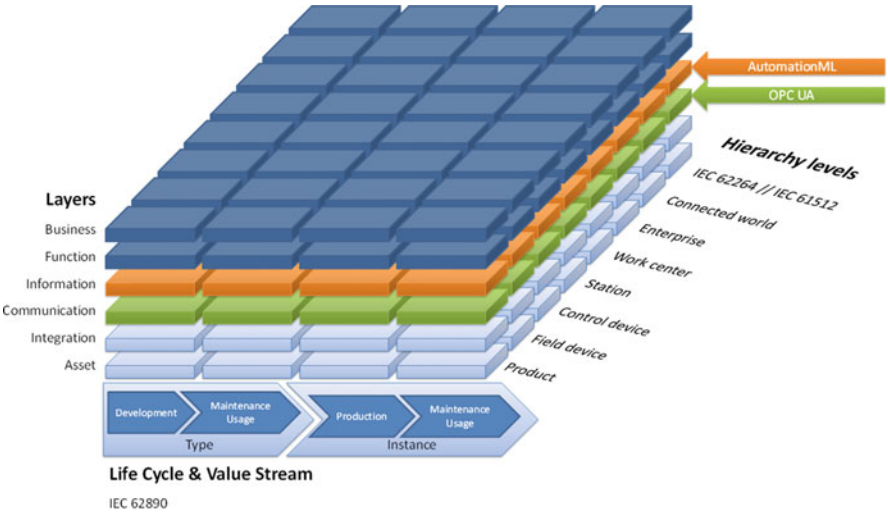 AutomationML
OPC UA
Hierarchy levels
IEC 62264 // IEC 61512
Connected world
Enterprise
Work center
Station
Control device
Field device
Product
Layers
Business
Function
Information
Communication
Integration
Asset
Development
Maintenance
Usage
Production
Maintenance
Usage
Type
Instance
Life Cycle & Value Stream
IEC 62890